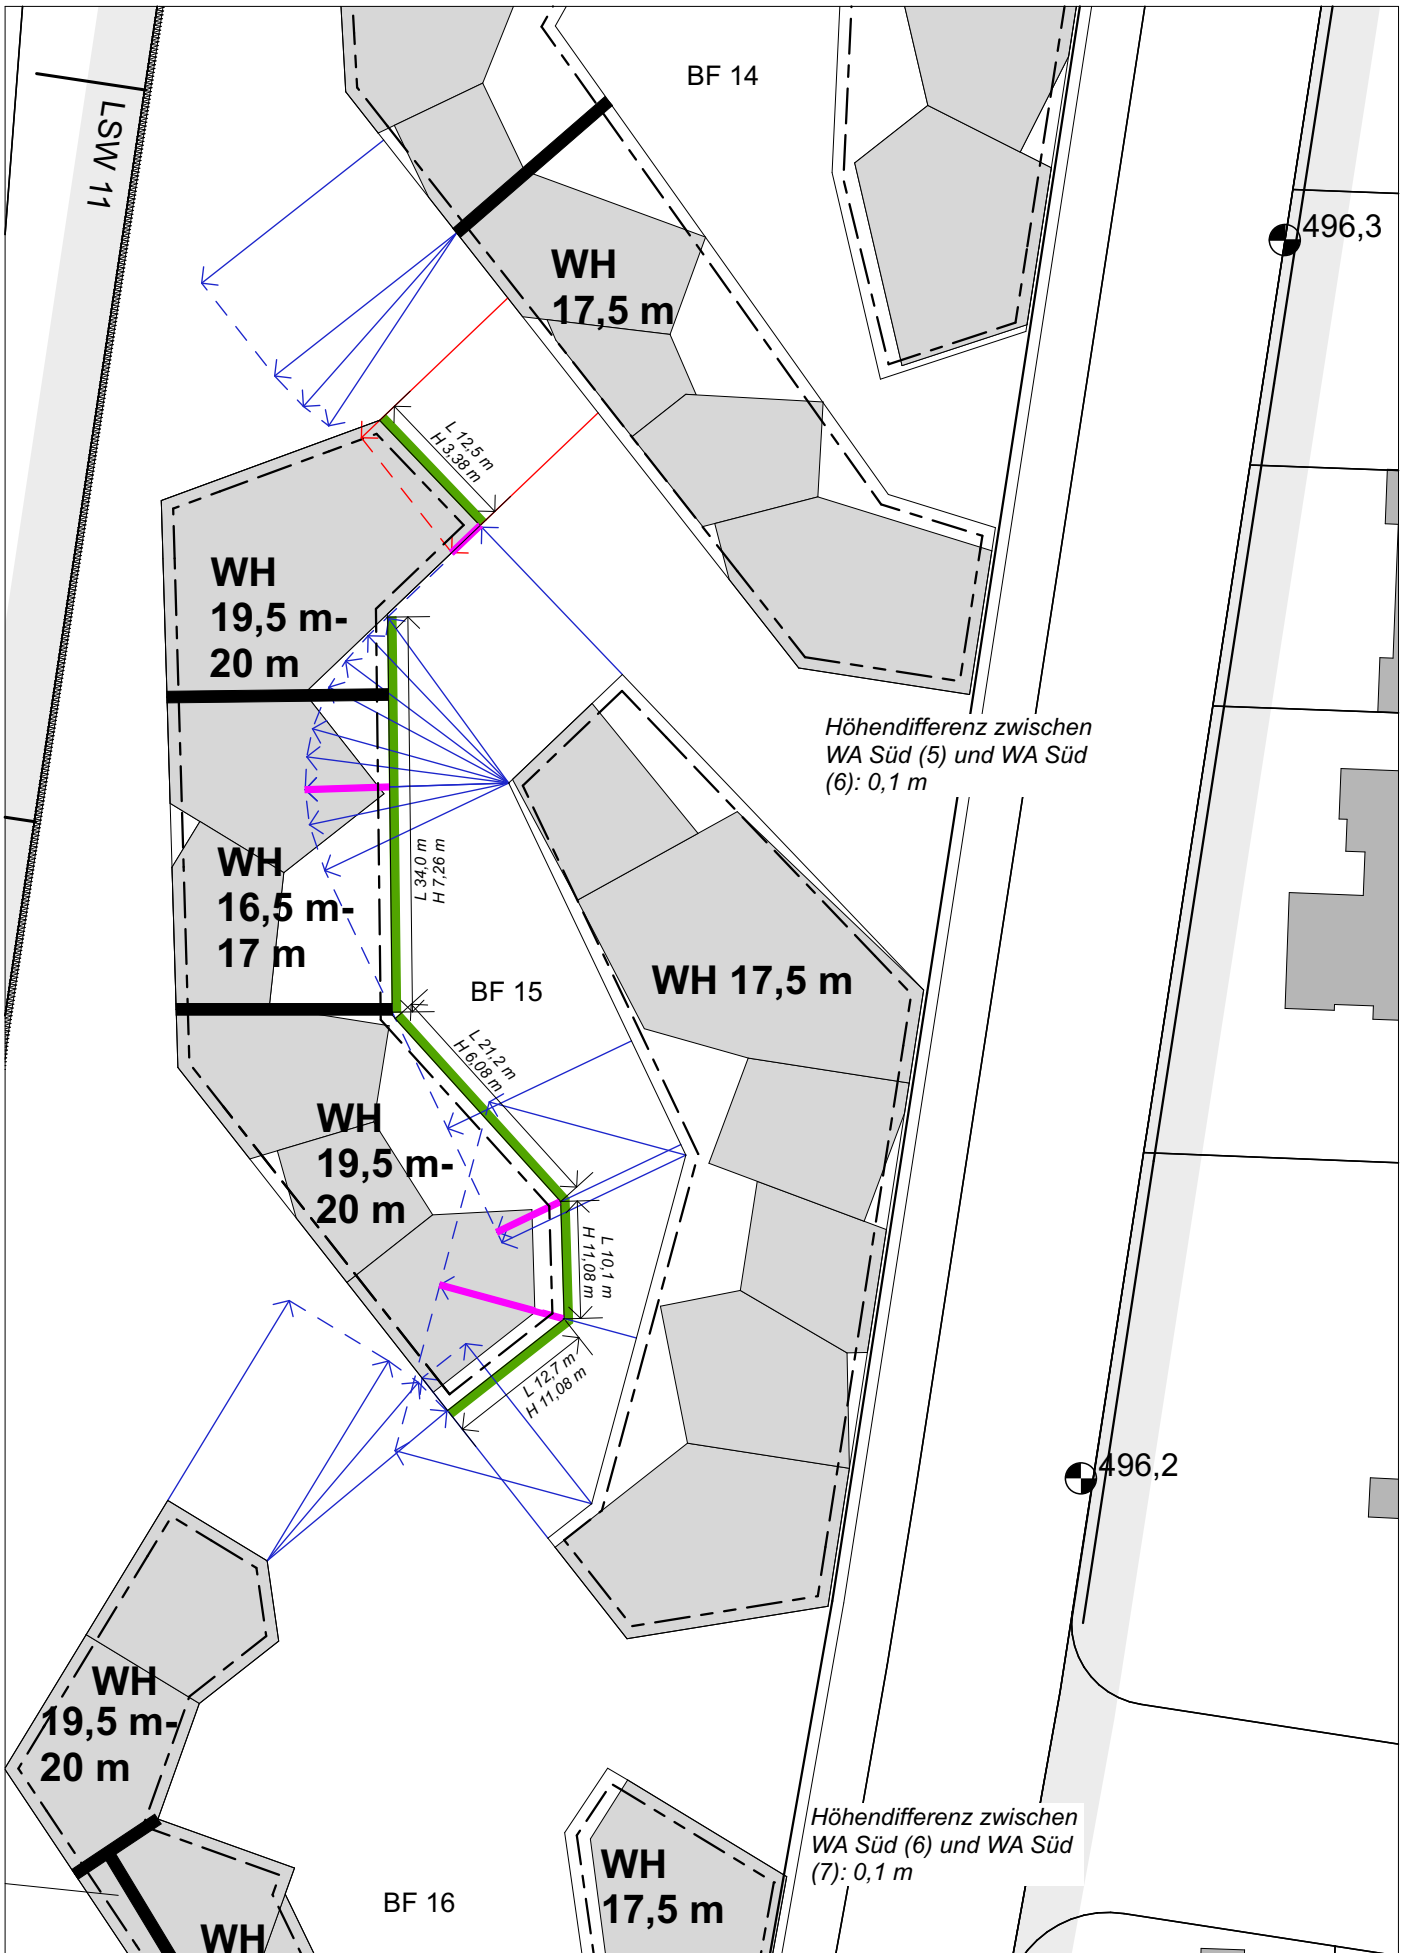 BF 14
LSW 11
496,3
WH
17,5 m
L 12,5 m
H 3,38 m
WH
19,5 m-
20 m
Höhendifferenz zwischen
WA Süd (5) und WA Süd
(6): 0,1 m
L 34,0 m
H 7,26 m
WH
16,5 m-
17 m
BF 15
WH 17,5 m
L 21,2 m
H 6,08 m
WH
19,5 m-
20 m
L 10,1 m
H 11,08 m
L 12,7 m
H 11,08 m
496,2
WH
19,5 m-
20 m
Höhendifferenz zwischen
WA Süd (6) und WA Süd
(7): 0,1 m
WH
17,5 m
BF 16
WH